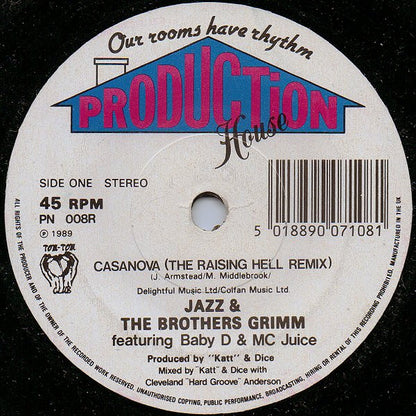 Our rooms have rhythm
PRODUCTION
House
SIDE ONE STEREO
45 RPM
PN 008R
℗ 1989
TOM-TOM
CLUB
5 018890 071081
CASANOVA (THE RAISING HELL REMIX)
(J. Armstead/M. Middlebrook/
Delightful Music Ltd/Colfan Music Ltd.
JAZZ &
THE BROTHERS GRIMM
featuring Baby D & MC Juice
Produced by "Katt" & Dice
Mixed by "Katt & Dice with
Cleveland "Hard Groove" Anderson
ALL RIGHTS OF THE PRODUCER AND OF THE OWNER OF THE RECORDED WORK RESERVED. UNAUTHORISED COPYING, PUBLIC PERFORMANCE, BROADCASTING, HIRING OR RENTAL OF THIS RECORDING PROHIBITED. MANUFACTURED IN THE UK